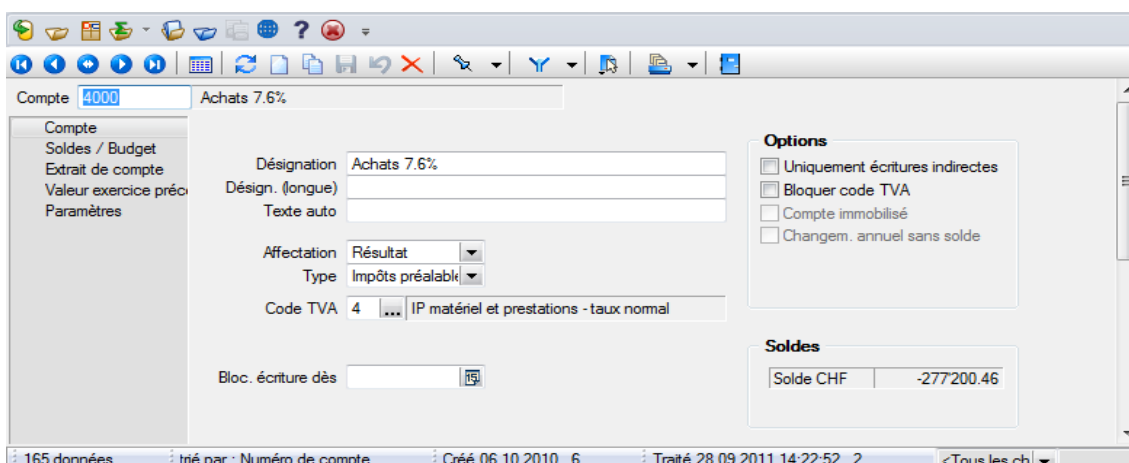 Compte 4000 Achats 7.6%
Compte
Soldes / Budget
Extrait de compte
Valeur exercice préc
Paramètres
Désignation Achats 7.6%
Désign. (longue)
Texte auto
Affectation Résultat
Type Impôts préalable
Code TVA 4 ... IP matériel et prestations - taux normal
Bloc. écriture dès 15
Options
Uniquement écritures indirectes
Bloquer code TVA
Compte immobilisé
Changem. annuel sans solde
Soldes
Solde CHF -277'200.46
165 données trié par : Numéro de compte Créé 06.10.2010 6 Traité 28.09.2011 14:22:52 2 <Tous les ch